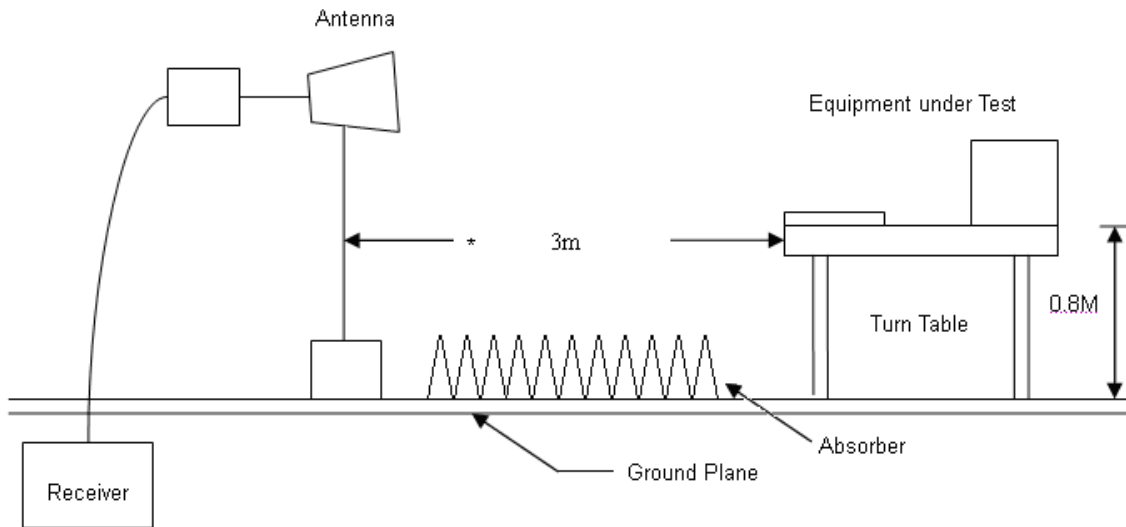 Antenna
Equipment under Test
* 3m
0.8M
Turn Table
Absorber
Ground Plane
Receiver